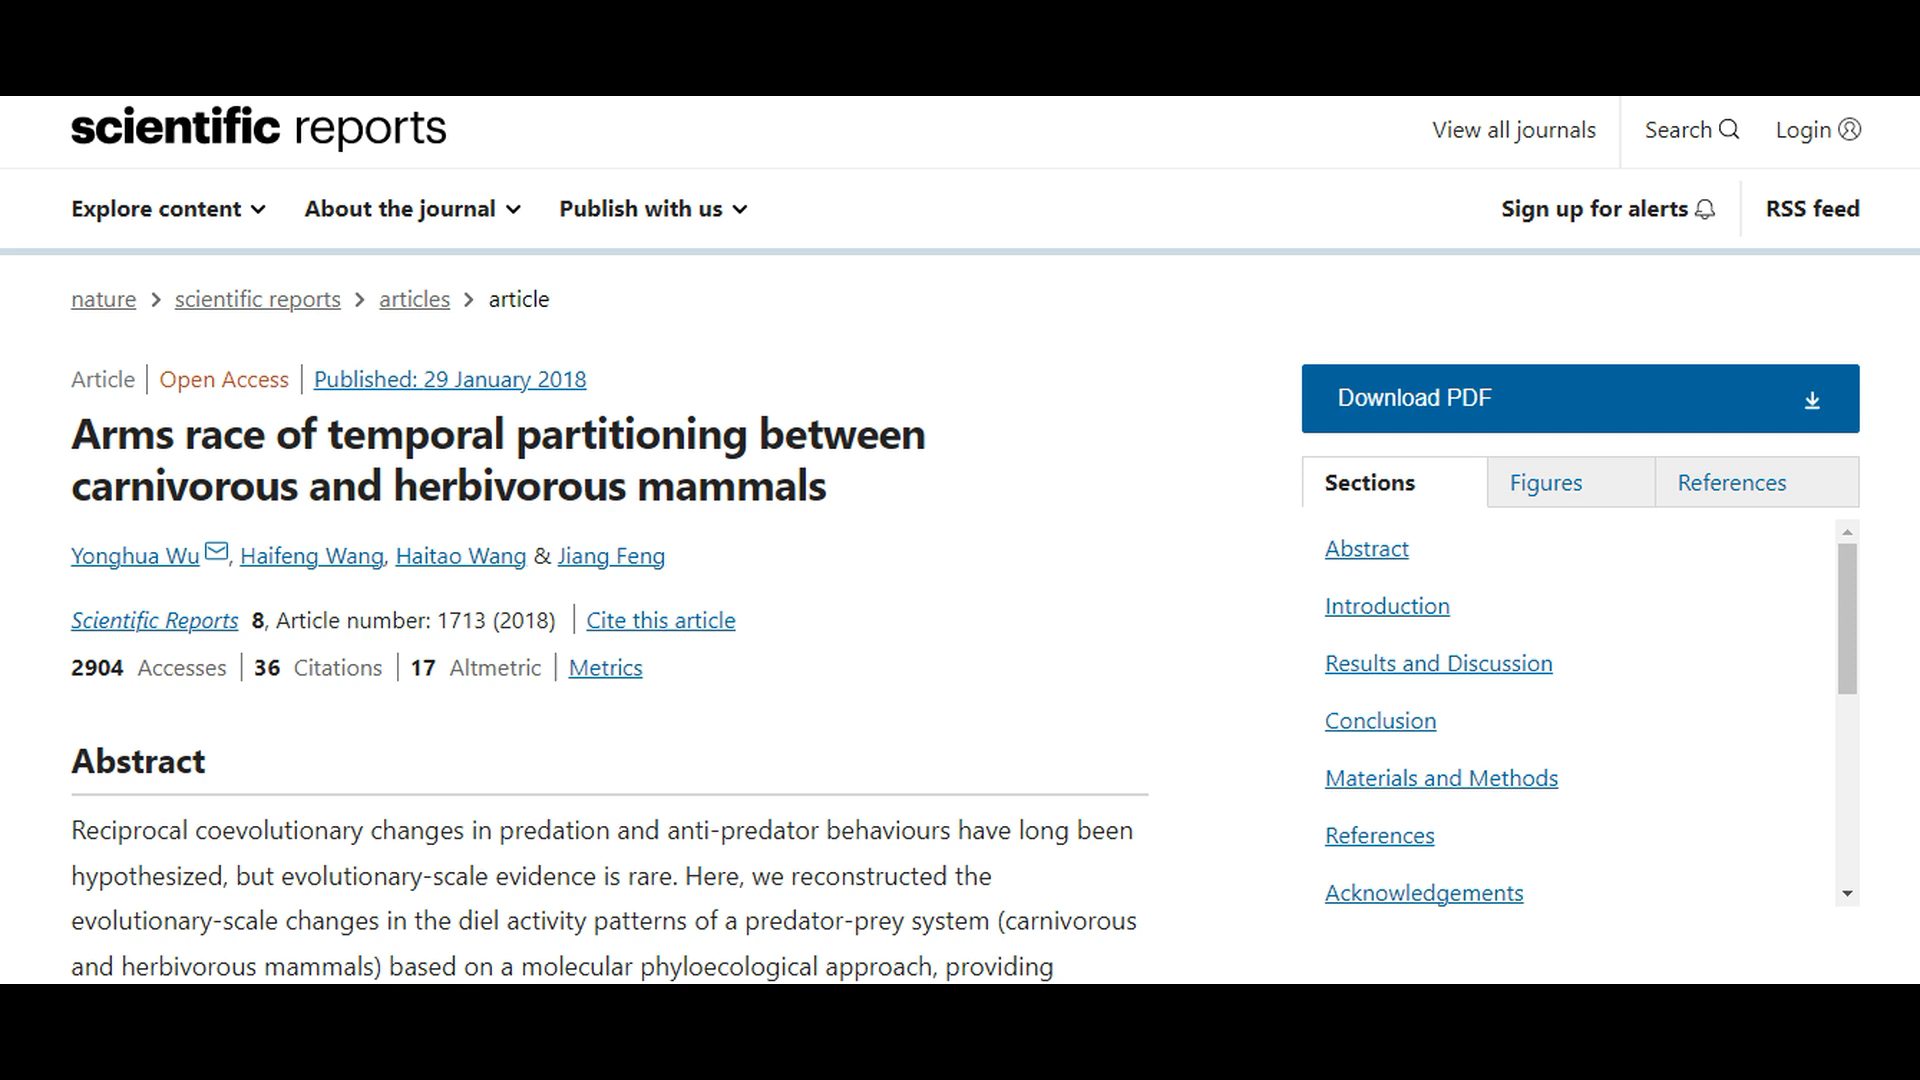 scientific reports
View all journals
Search
Login
Explore content
About the journal
Publish with us
Sign up for alerts
RSS feed
nature > scientific reports > articles > article
Article | Open Access | Published: 29 January 2018
Arms race of temporal partitioning between
carnivorous and herbivorous mammals
Yonghua Wu, Haifeng Wang, Haitao Wang & Jiang Feng
Scientific Reports 8, Article number: 1713 (2018) | Cite this article
2904 Accesses | 36 Citations | 17 Altmetric | Metrics
Abstract
Reciprocal coevolutionary changes in predation and anti-predator behaviours have long been
hypothesized, but evolutionary-scale evidence is rare. Here, we reconstructed the
evolutionary-scale changes in the diel activity patterns of a predator-prey system (carnivorous
and herbivorous mammals) based on a molecular phyloecological approach, providing
Download PDF
Sections
Figures
References
Abstract
Introduction
Results and Discussion
Conclusion
Materials and Methods
References
Acknowledgements